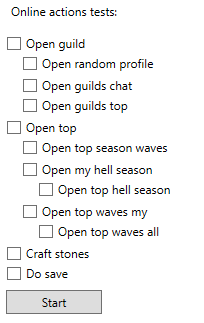 Online actions tests:
Open guild
Open random profile
Open guilds chat
Open guilds top
Open top
Open top season waves
Open my hell season
Open top hell season
Open top waves my
Open top waves all
Craft stones
Do save
Start